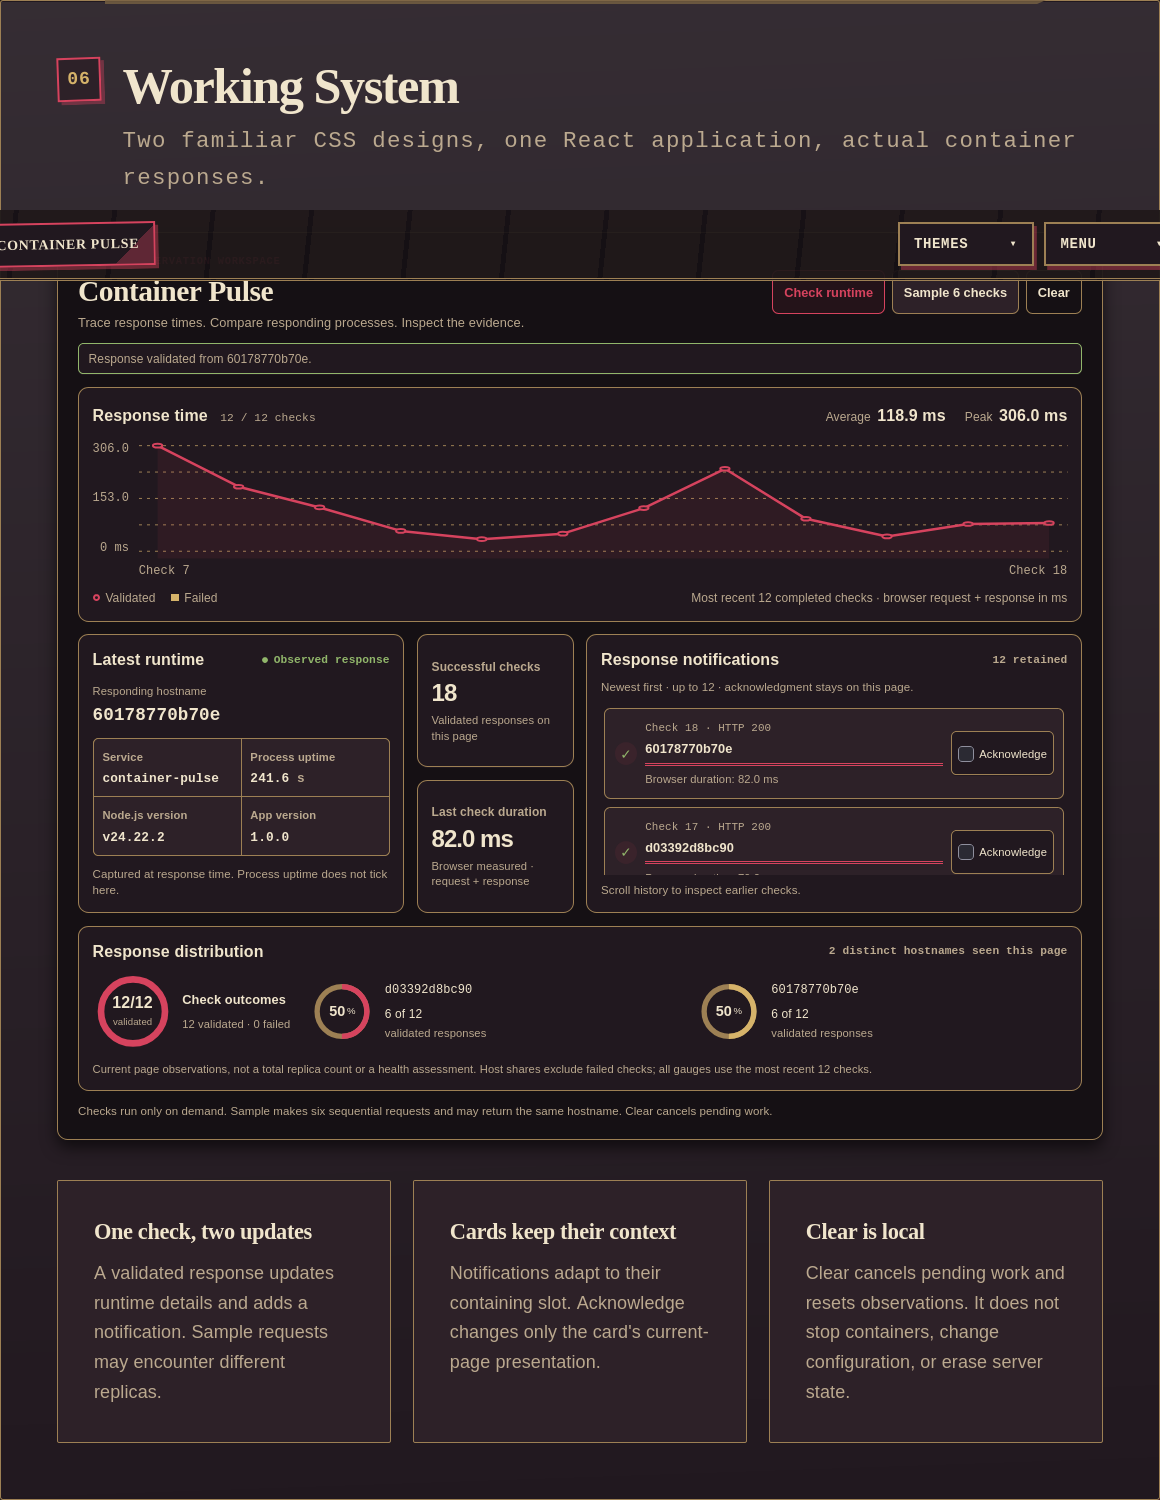 06
Working System
Two familiar CSS designs, one React application, actual container
responses.
CONTAINER PULSE
THEMES ▾
MENU
Container Pulse
Check runtime
Sample 6 checks
Clear
Trace response times. Compare responding processes. Inspect the evidence.
Response validated from 60178770b70e.
Response time 12 / 12 checks
Average 118.9 ms Peak 306.0 ms
306.0
153.0
0 ms
Check 7
Check 18
Validated Failed
Most recent 12 completed checks · browser request + response in ms
Latest runtime
● Observed response
Responding hostname
60178770b70e
Service
container-pulse
Process uptime
241.6 s
Node.js version
v24.22.2
App version
1.0.0
Captured at response time. Process uptime does not tick
here.
Successful checks
18
Validated responses on
this page
Last check duration
82.0 ms
Browser measured ·
request + response
Response notifications
12 retained
Newest first · up to 12 · acknowledgment stays on this page.
Check 18 · HTTP 200
✓ 60178770b70e
Browser duration: 82.0 ms
Acknowledge
Check 17 · HTTP 200
✓ d03392d8bc90
Acknowledge
Scroll history to inspect earlier checks.
Response distribution
2 distinct hostnames seen this page
12/12
validated
Check outcomes
12 validated · 0 failed
50%
d03392d8bc90
6 of 12
validated responses
50%
60178770b70e
6 of 12
validated responses
Current page observations, not a total replica count or a health assessment. Host shares exclude failed checks; all gauges use the most recent 12 checks.
Checks run only on demand. Sample makes six sequential requests and may return the same hostname. Clear cancels pending work.
One check, two updates
A validated response updates
runtime details and adds a
notification. Sample requests
may encounter different
replicas.
Cards keep their context
Notifications adapt to their
containing slot. Acknowledge
changes only the card's current-
page presentation.
Clear is local
Clear cancels pending work and
resets observations. It does not
stop containers, change
configuration, or erase server
state.